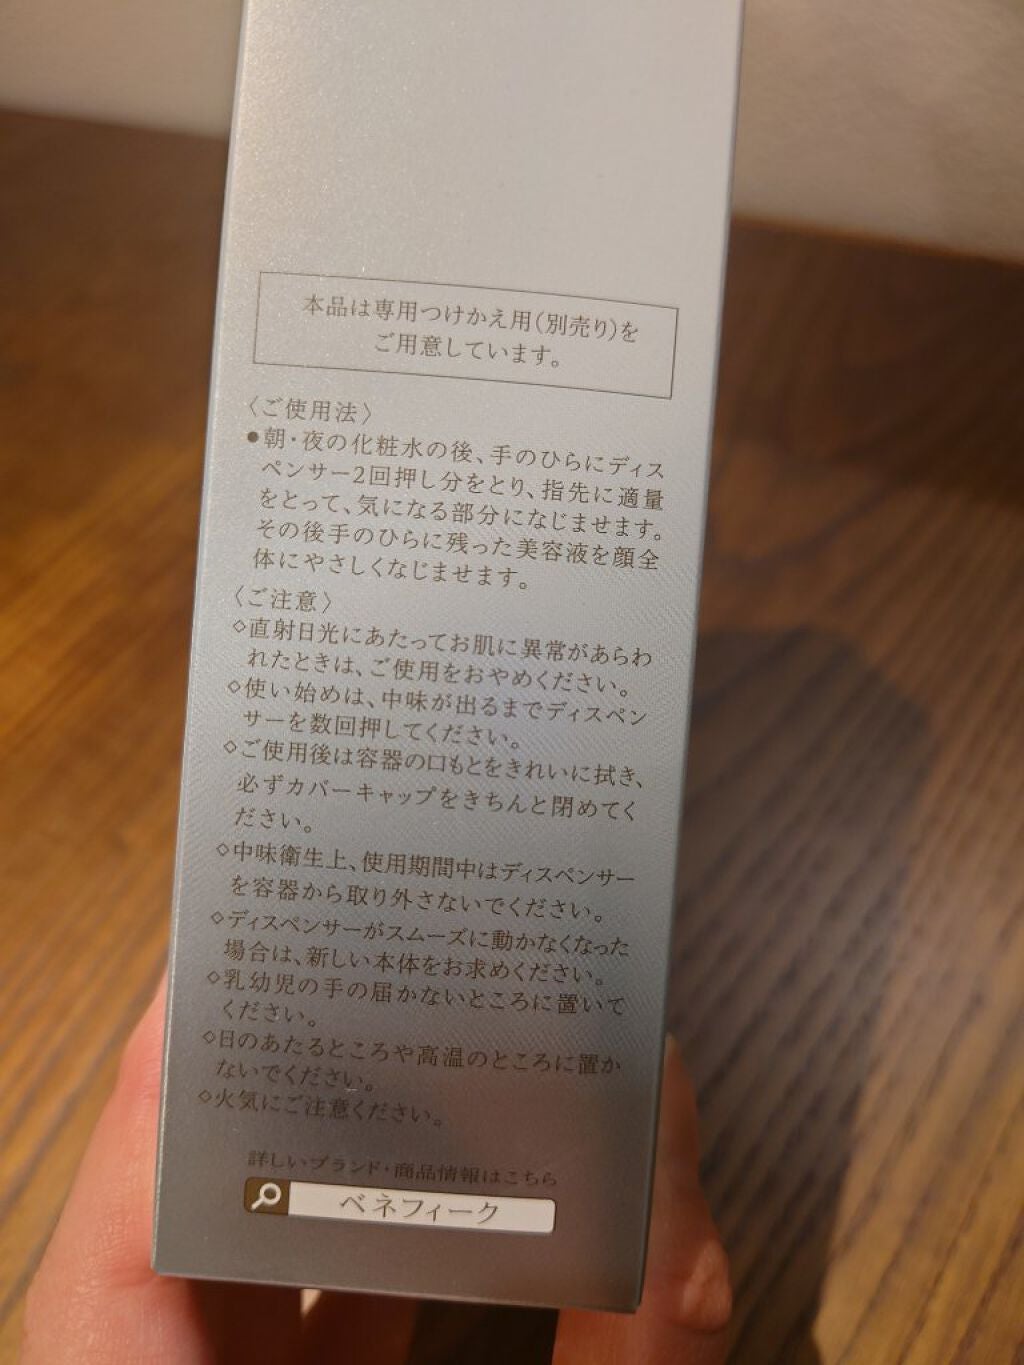 本品は専用つけかえ用(別売り)を
ご用意しています。
〈ご使用法〉
●朝・夜の化粧水の後、手のひらにディス
ペンサー2回押し分をとり、指先に適量
をとって、気になる部分になじませます。
その後手のひらに残った美容液を顔全
体にやさしくなじませます。
〈ご注意〉
◇直射日光にあたってお肌に異常があらわ
れたときは、ご使用をおやめください。
◇使い始めは、中味が出るまでディスペン
サーを数回押してください。
◇ご使用後は容器の口もとをきれいに拭き、
必ずカバーキャップをきちんと閉めてく
ださい。
◇中味衛生上、使用期間中はディスペンサー
を容器から取り外さないでください。
◇ディスペンサーがスムーズに動かなくなった
場合は、新しい本体をお求めください。
◇乳幼児の手の届かないところに置いて
ください。
◇日のあたるところや高温のところに置か
ないでください。
◇火気にご注意ください。
詳しいブランド・商品情報はこちら
ベネフィーク